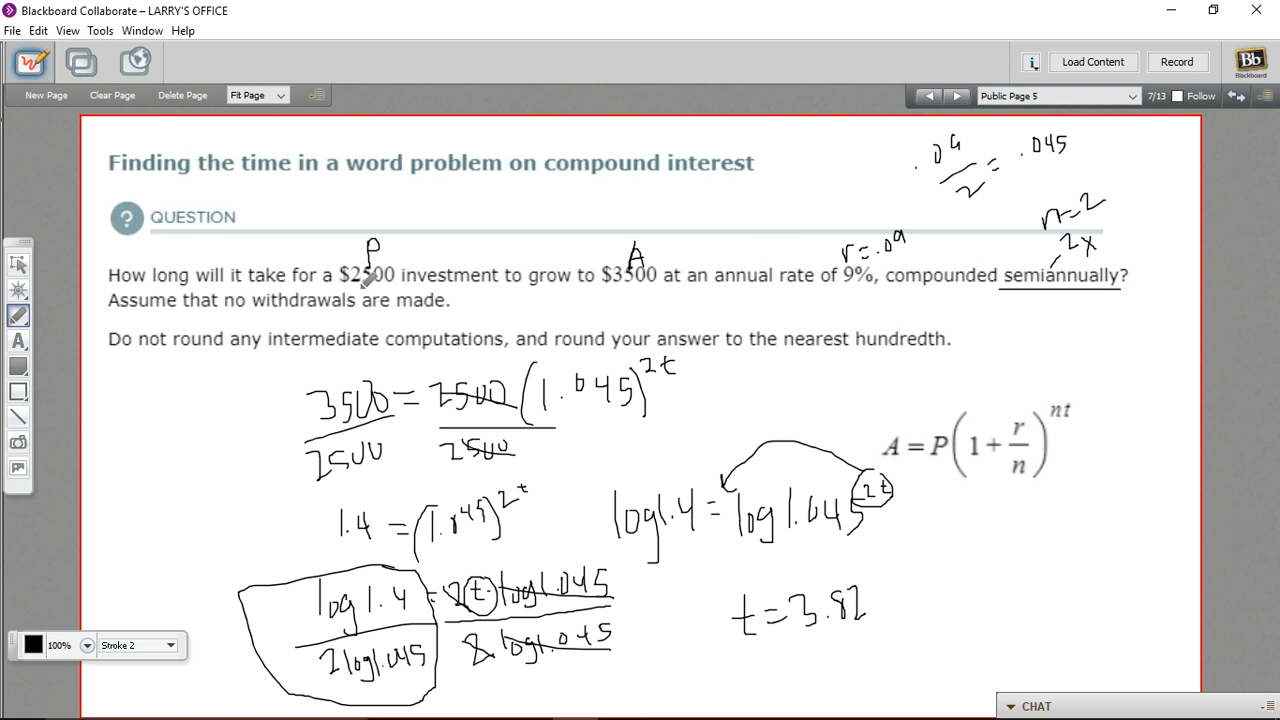 Blackboard Collaborate - LARRY'S OFFICE
File Edit View Tools Window Help
Load Content Record Bb Blackboard
New Page Clear Page Delete Page Fit Page Public Page 5 7/13 Follow
Finding the time in a word problem on compound interest
.09/2 = .045
? QUESTION
n=2
P A r=.09 2x
How long will it take for a $2500 investment to grow to $3500 at an annual rate of 9%, compounded semiannually?
Assume that no withdrawals are made.
Do not round any intermediate computations, and round your answer to the nearest hundredth.
3500/2500 = 2500(1.045)^2t/2500
A = P(1 + r/n)^nt
1.4 = (1.045)^2t
log1.4 = log1.045^2t
log1.4/2log1.045 = 2t·log1.045/2log1.045
t = 3.82
100% Stroke 2
CHAT